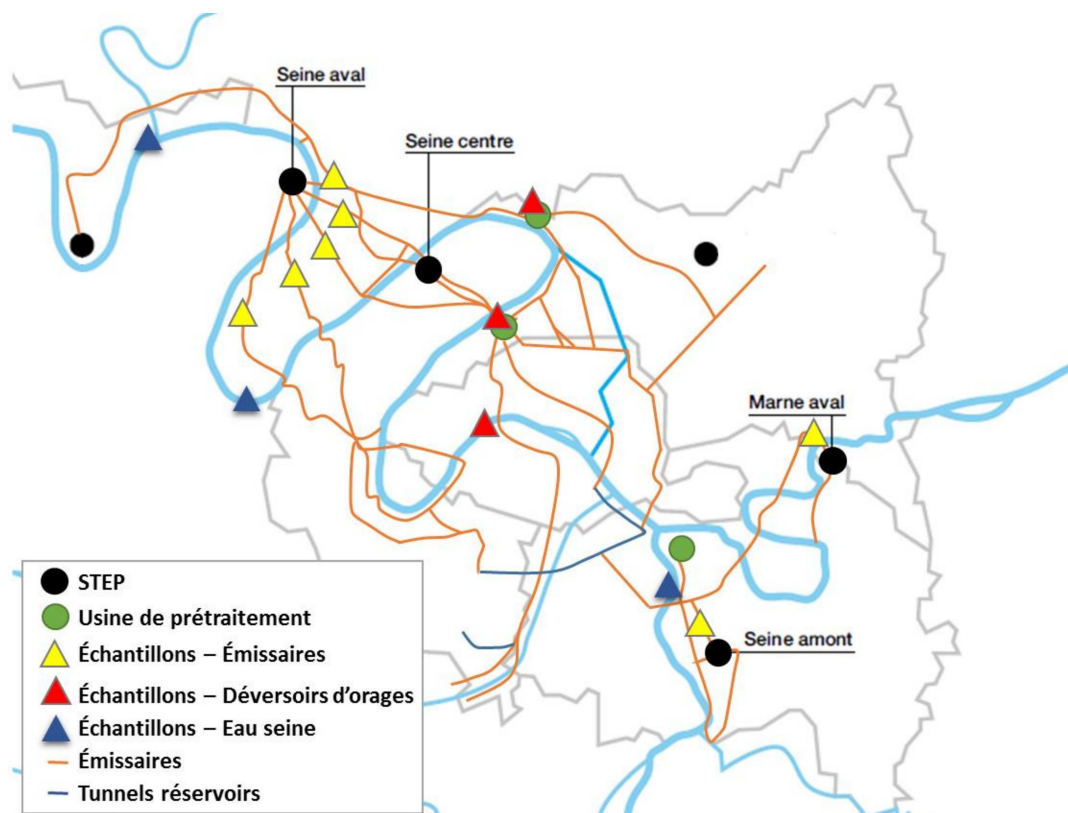 Seine aval
Seine centre
Marne aval
Seine amont
STEP
Usine de prétraitement
Échantillons – Émissaires
Échantillons – Déversoirs d'orages
Échantillons – Eau seine
Émissaires
Tunnels réservoirs